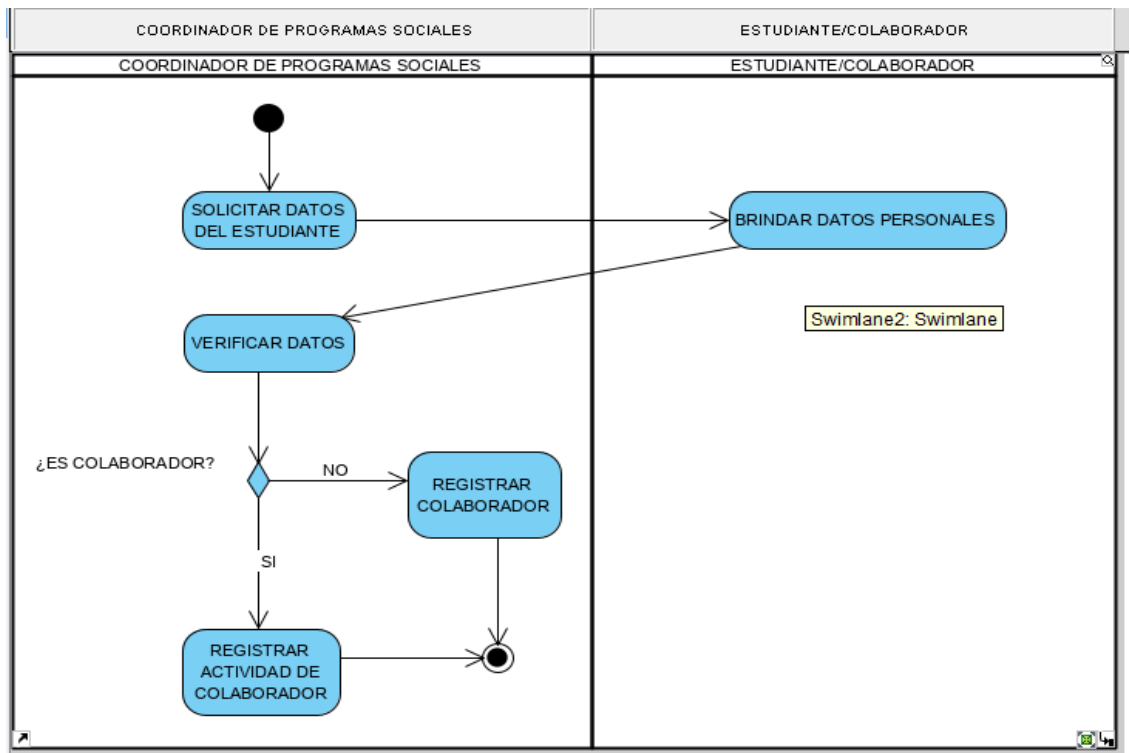 COORDINADOR DE PROGRAMAS SOCIALES
ESTUDIANTE/COLABORADOR
COORDINADOR DE PROGRAMAS SOCIALES
ESTUDIANTE/COLABORADOR
SOLICITAR DATOS
DEL ESTUDIANTE
BRINDAR DATOS PERSONALES
Swimlane2: Swimlane
VERIFICAR DATOS
¿ES COLABORADOR?
NO
REGISTRAR
COLABORADOR
SI
REGISTRAR
ACTIVIDAD DE
COLABORADOR